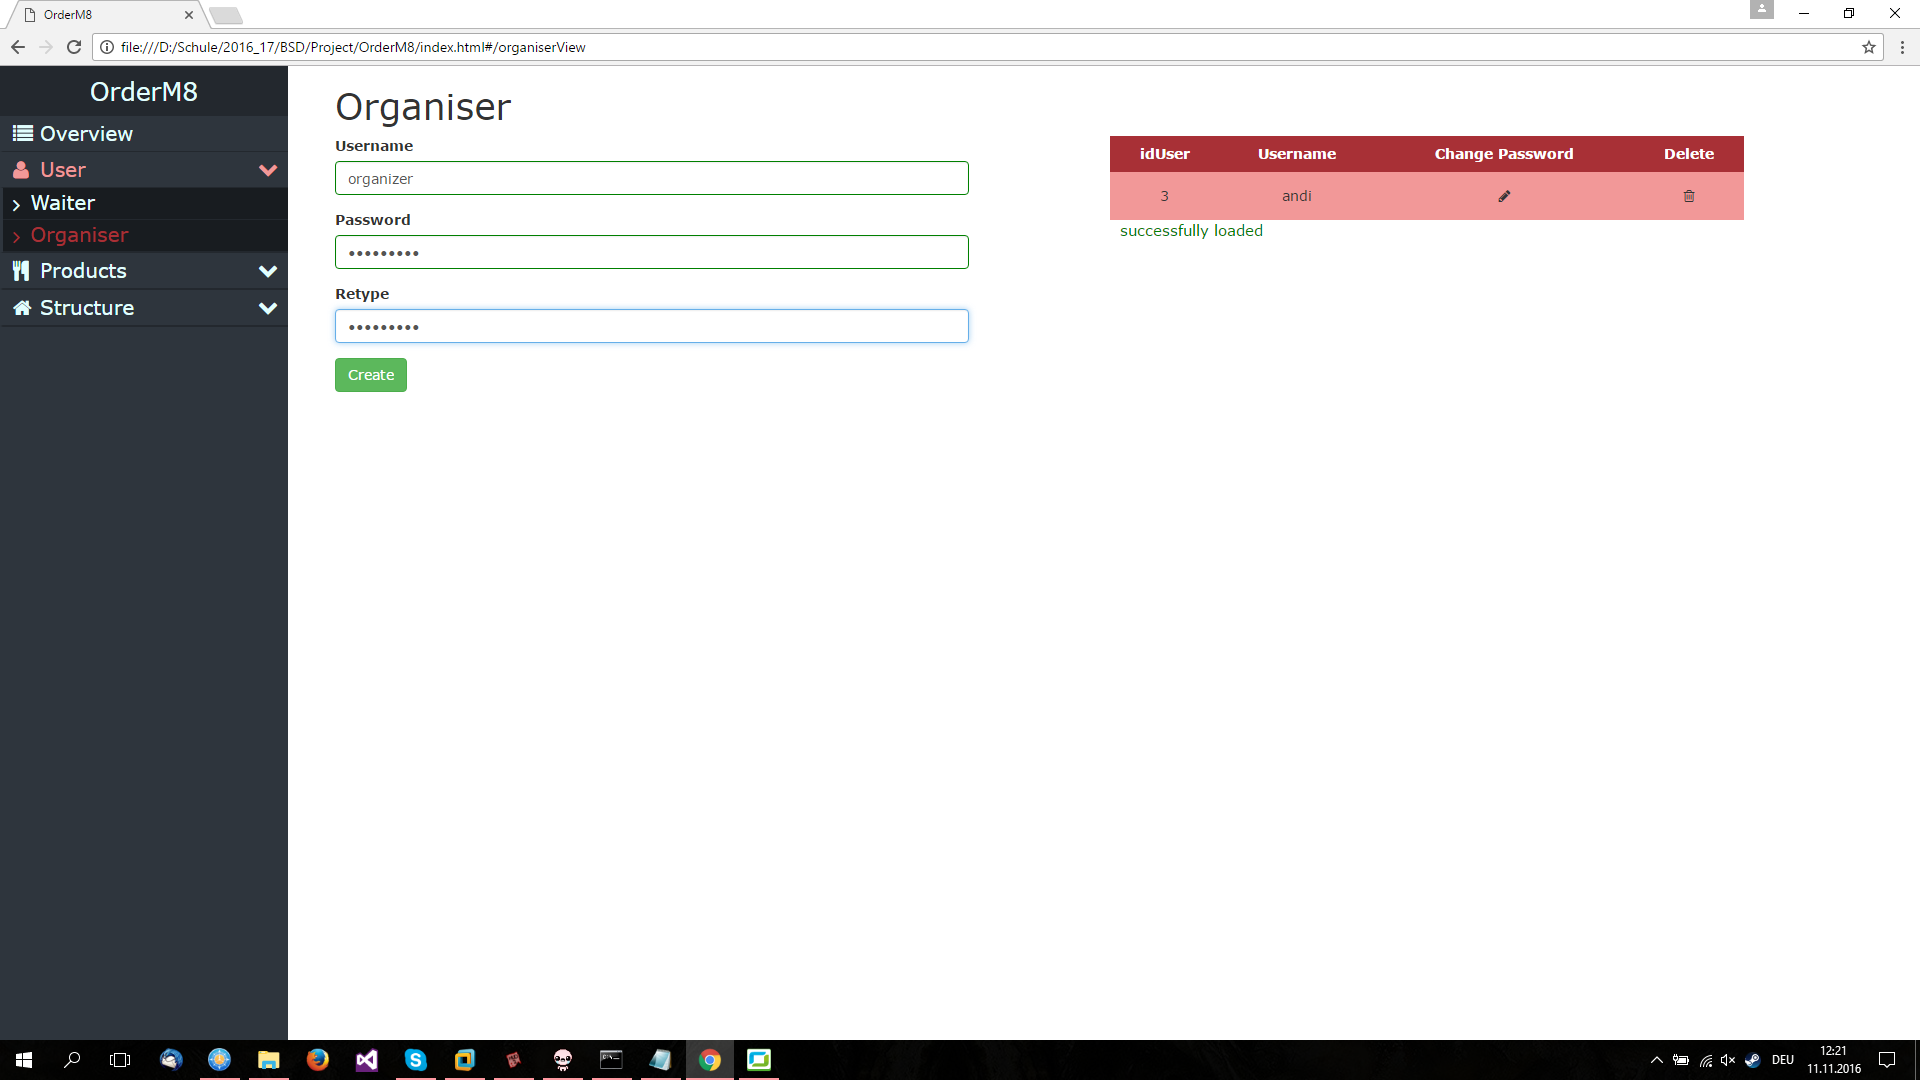 OrderM8
file:///D:/Schule/2016_17/BSD/Project/OrderM8/index.html#/organiserView
OrderM8
Overview
User
Waiter
Organiser
Products
Structure
Organiser
Username
organizer
Password
•••••••••
Retype
•••••••••
Create
idUser Username Change Password Delete
3 andi
successfully loaded
DEU
12:21
11.11.2016